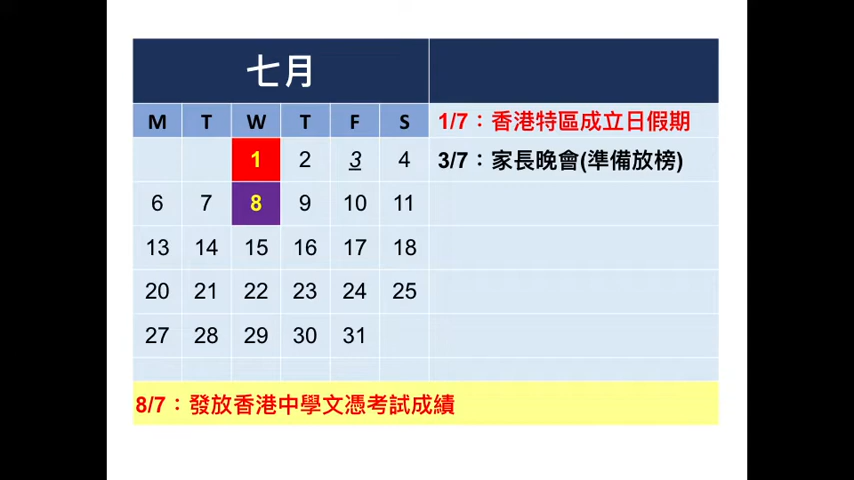 七月
M T W T F S
1/7：香港特區成立日假期
1 2 3 4
3/7：家長晚會(準備放榜)
6 7 8 9 10 11
13 14 15 16 17 18
20 21 22 23 24 25
27 28 29 30 31
8/7：發放香港中學文憑考試成績